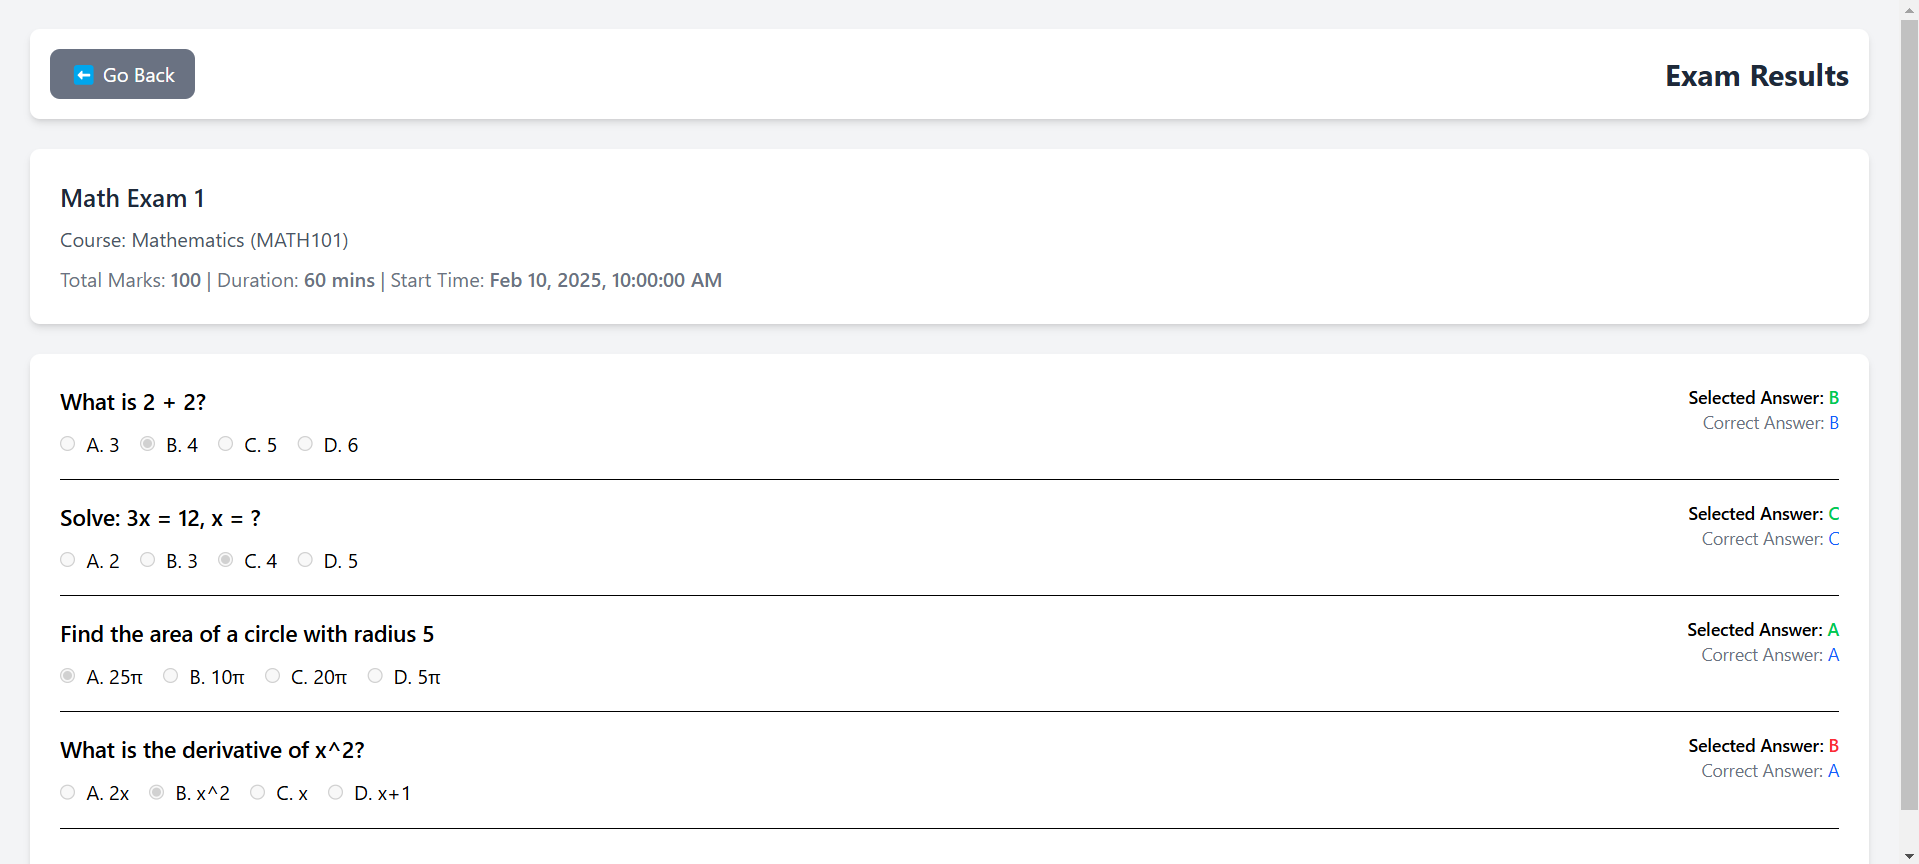 Go Back
Exam Results
Math Exam 1
Course: Mathematics (MATH101)
Total Marks: 100 | Duration: 60 mins | Start Time: Feb 10, 2025, 10:00:00 AM
What is 2 + 2?
Selected Answer: B
Correct Answer: B
A. 3 B. 4 C. 5 D. 6
Solve: 3x = 12, x = ?
Selected Answer: C
Correct Answer: C
A. 2 B. 3 C. 4 D. 5
Find the area of a circle with radius 5
Selected Answer: A
Correct Answer: A
A. 25π B. 10π C. 20π D. 5π
What is the derivative of x^2?
Selected Answer: B
Correct Answer: A
A. 2x B. x^2 C. x D. x+1